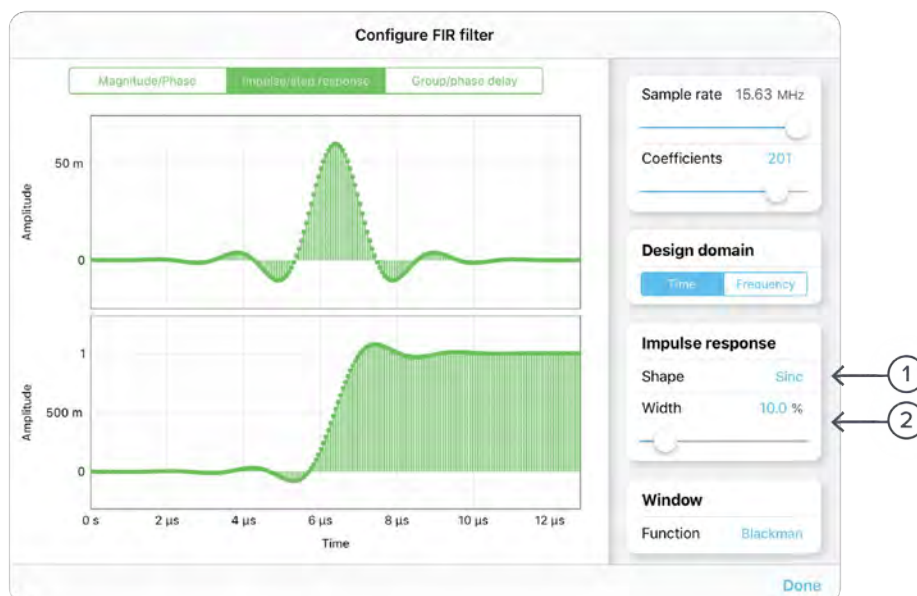 Configure FIR filter
Magnitude/Phase
Impulse/step response
Group/phase delay
50 m
0
Amplitude
1
500 m
0
Amplitude
0 s
2 µs
4 µs
6 µs
8 µs
10 µs
12 µs
Time
Sample rate 15.63 MHz
Coefficients 201
Design domain
Time
Frequency
Impulse response
Shape Sinc
1
Width 10.0 %
2
Window
Function Blackman
Done